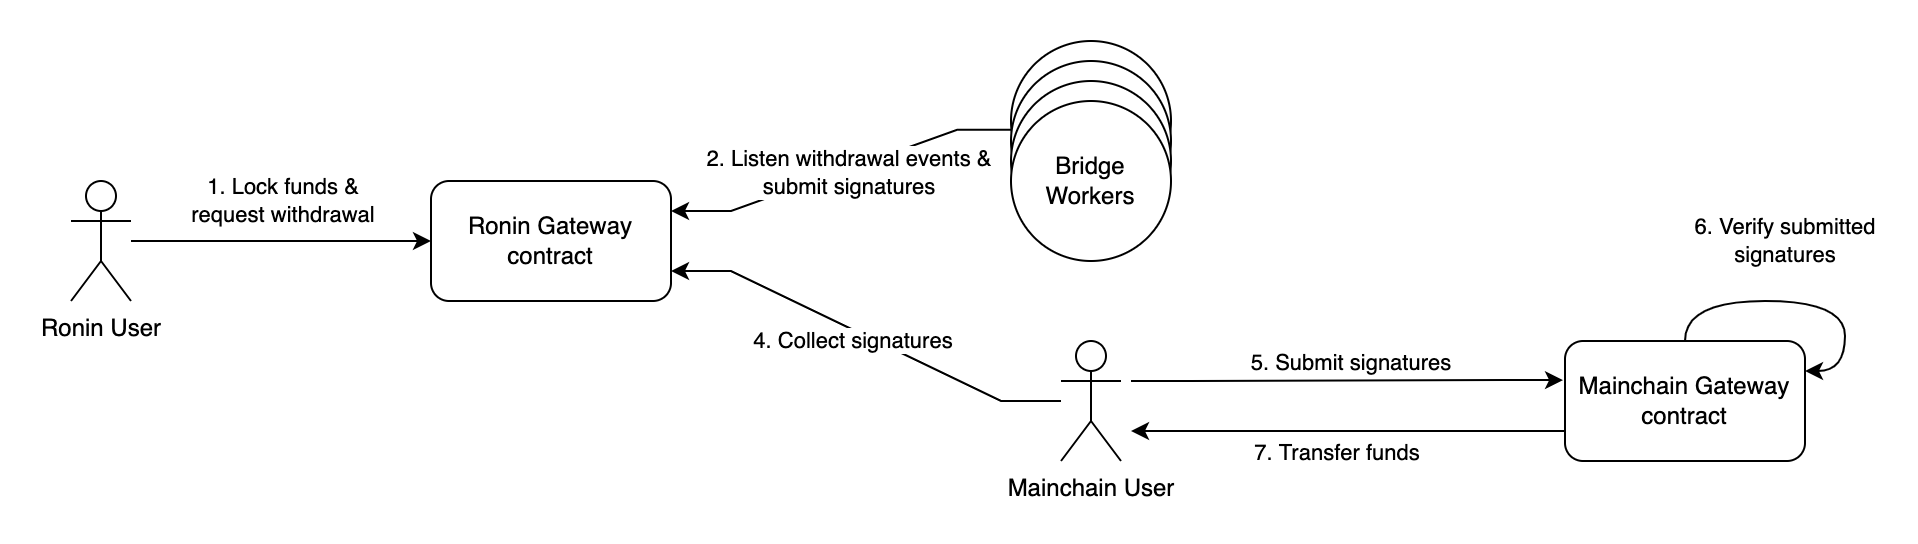 1. Lock funds &
request withdrawal
Ronin User
Ronin Gateway
contract
2. Listen withdrawal events &
submit signatures
Bridge
Workers
4. Collect signatures
Mainchain User
5. Submit signatures
7. Transfer funds
6. Verify submitted
signatures
Mainchain Gateway
contract